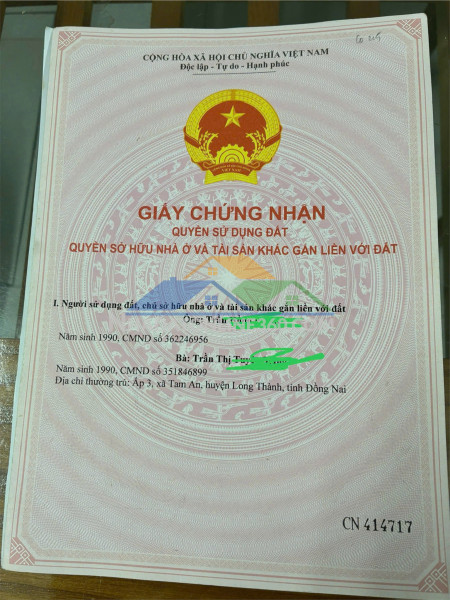 CỘNG HÒA XÃ HỘI CHỦ NGHĨA VIỆT NAM
Độc lập - Tự do - Hạnh phúc
GIẤY CHỨNG NHẬN
QUYỀN SỬ DỤNG ĐẤT
QUYỀN SỞ HỮU NHÀ Ở VÀ TÀI SẢN KHÁC GẮN LIỀN VỚI ĐẤT
I. Người sử dụng đất, chủ sở hữu nhà ở và tài sản khác gắn liền với đất
Ông: Trần
Năm sinh 1990, CMND số 362246956
Bà: Trần Thị
Năm sinh 1990, CMND số 351846899
Địa chỉ thường trú: Ấp 3, xã Tam An, huyện Long Thành, tỉnh Đồng Nai
CN 414717